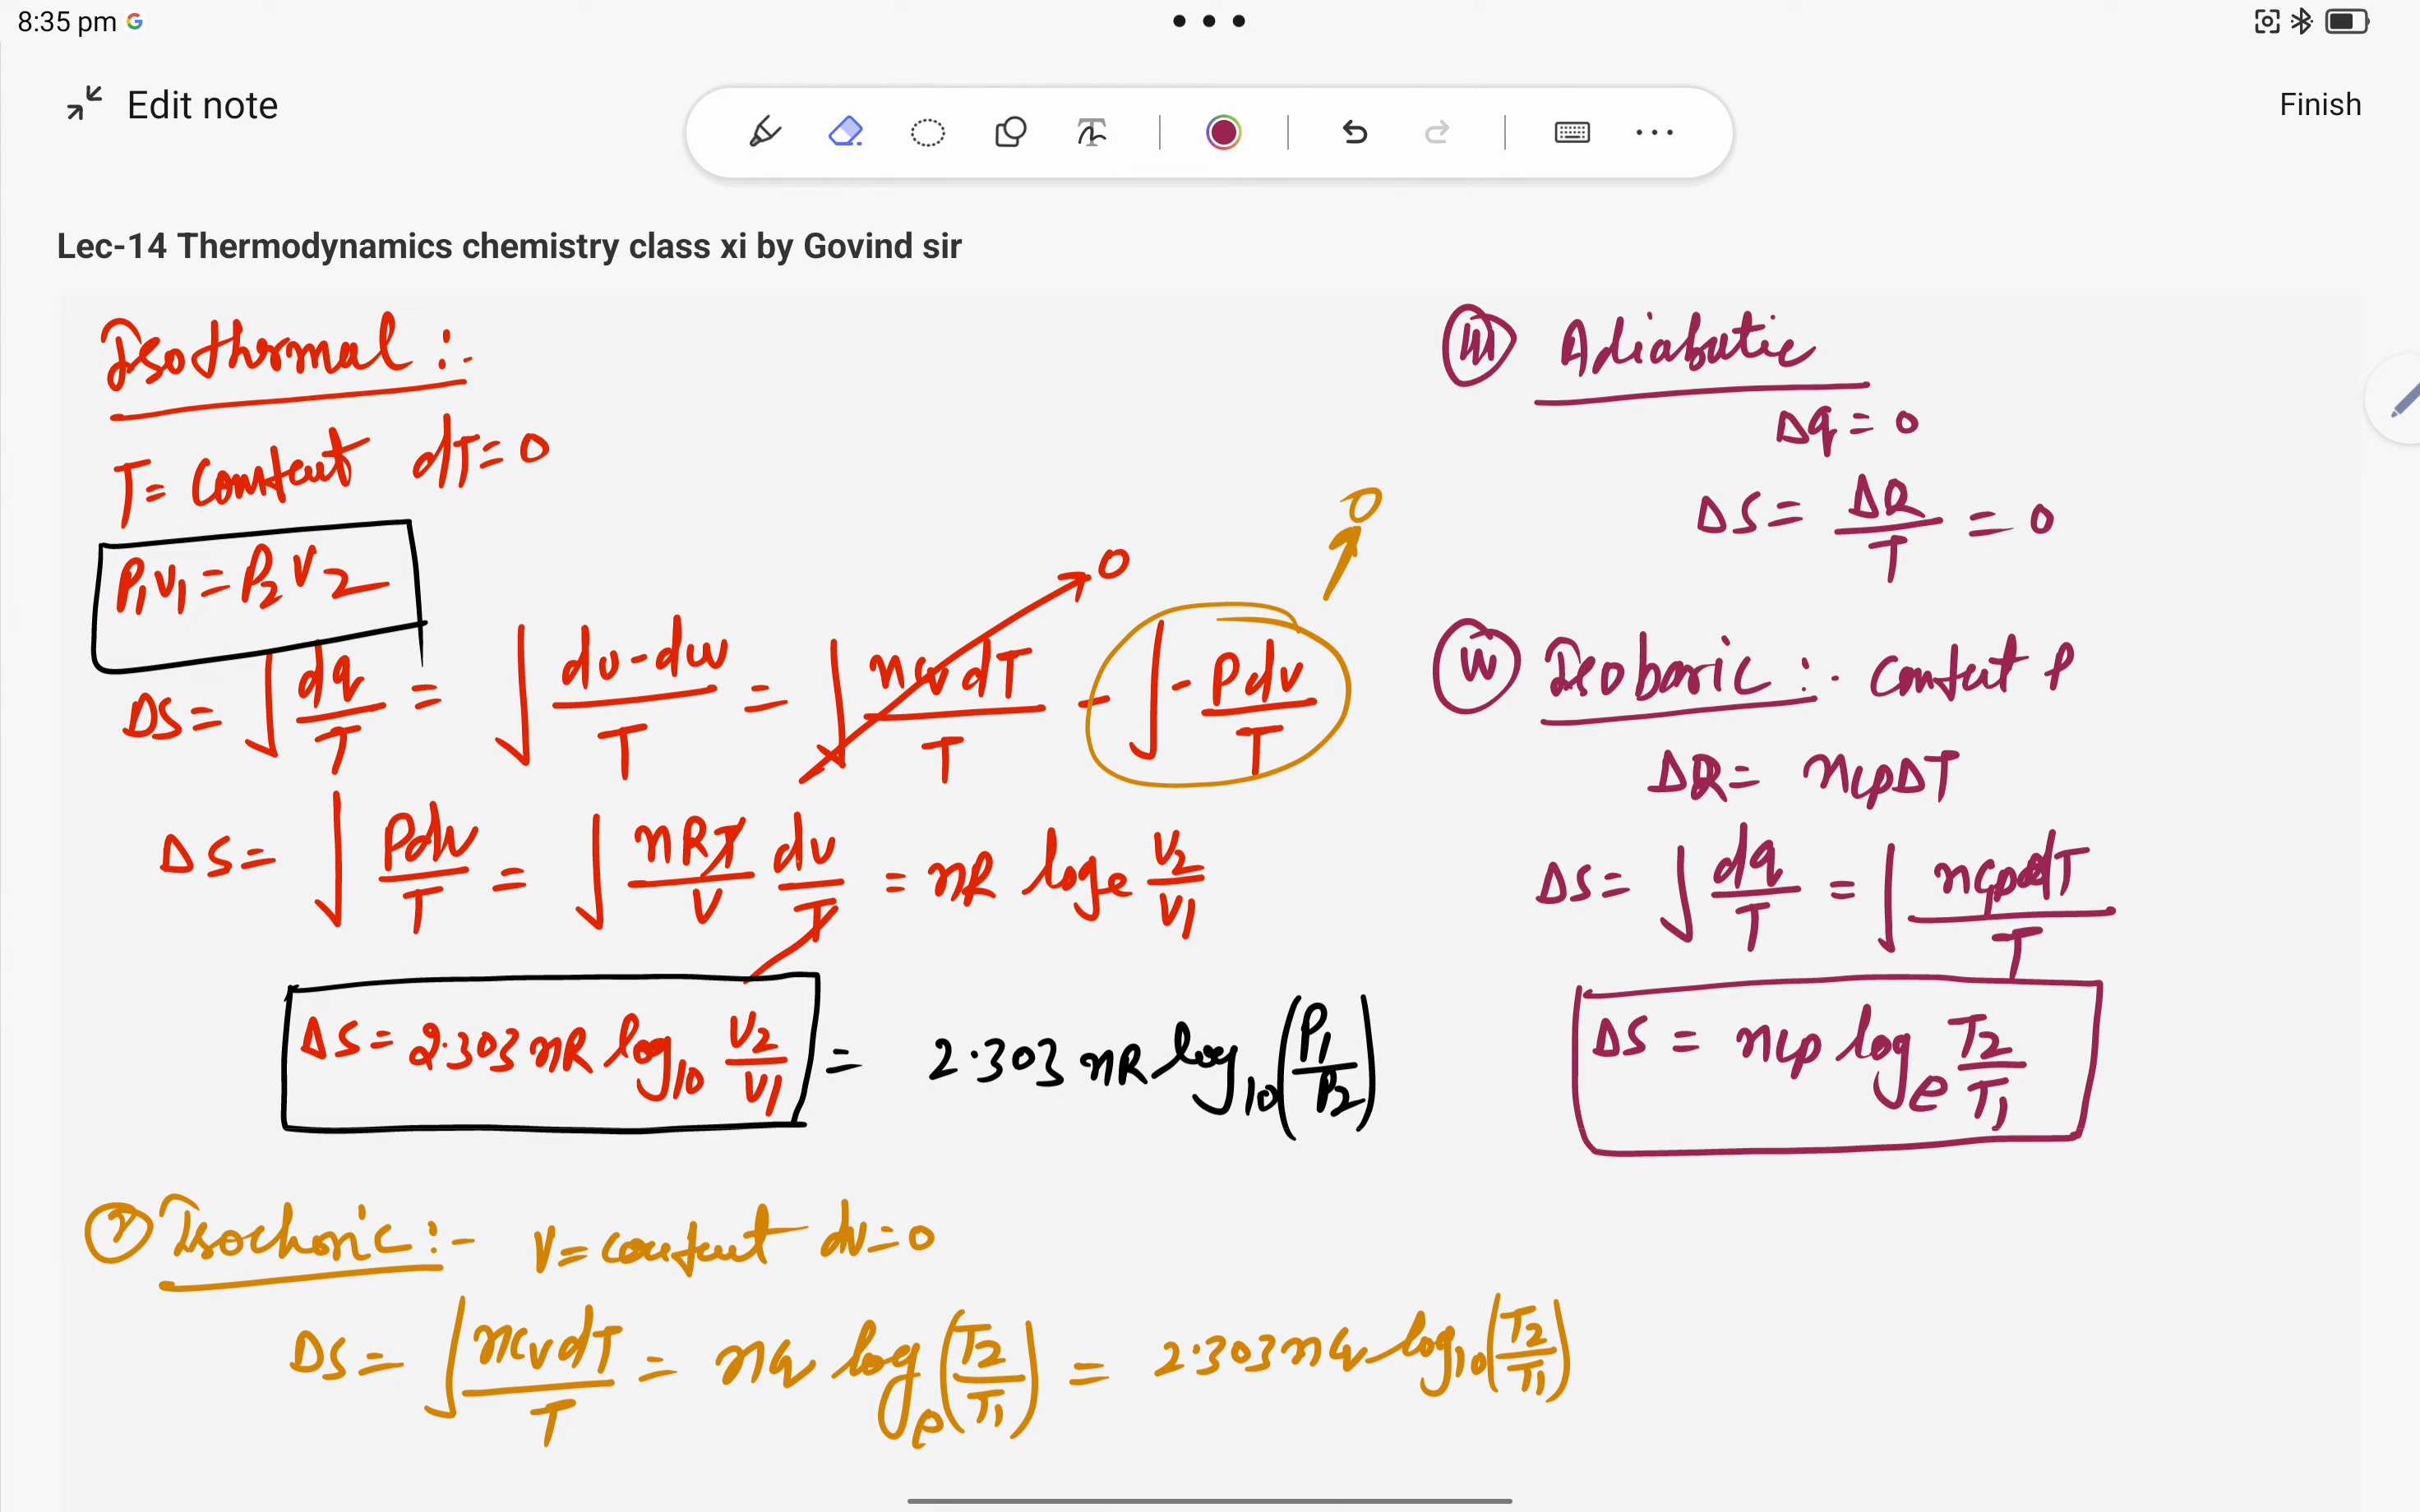 8:35 pm
Edit note
Finish
Lec-14 Thermodynamics chemistry class xi by Govind sir
Isothermal :-
T = Constant dT = 0
P₁V₁ = P₂V₂
ΔS = ∫ dq/T = ∫ (du-dw)/T = ∫ ncvdT/T → 0 - ∫ -Pdv/T → 0
ΔS = ∫ Pdv/T = ∫ nRT/V dv/T = nR logₑ V₂/V₁
ΔS = 2.303 nR log₁₀ V₂/V₁ = 2.303 nR log₁₀ (P₁/P₂)
Isochoric :- V = constant dv = 0
ΔS = ∫ ncvdT/T = ncv logₑ (T₂/T₁) = 2.303 ncv log₁₀ (T₂/T₁)
(iii) Adiabatic
Δq = 0
ΔS = ΔQ/T = 0
(iv) Isobaric :- Constant P
ΔQ = ncpΔT
ΔS = ∫ dq/T = ∫ ncpdT/T
ΔS = ncp logₑ T₂/T₁